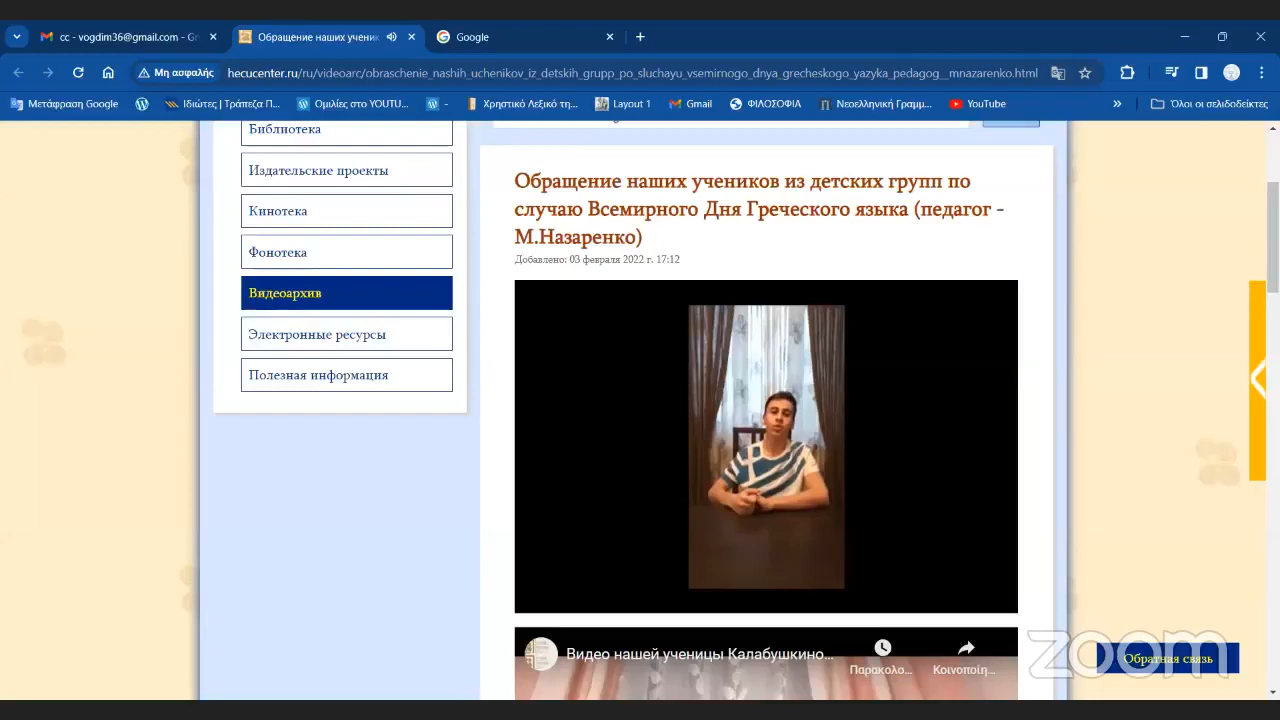 cc - vogdim36@gmail.com - G
Обращение наших ученик
Google
Μη ασφαλής
hecucenter.ru/ru/videoarc/obraschenie_nashih_uchenikov_iz_detskih_grupp_po_sluchayu_vsemirnogo_dnya_grecheskogo_yazyka_pedagog__mnazarenko.html
Μετάφραση Google
Ιδιώτες | Τράπεζα Π...
Ομιλίες στο YOUTU...
-
Χρηστικό Λεξικό τη...
Layout 1
Gmail
ΦΙΛΟΣΟΦΙΑ
Νεοελληνική Γραμμ...
YouTube
»
Όλοι οι σελιδοδείκτες
Библиотека
Издательские проекты
Кинотека
Фонотека
Видеоархив
Электронные ресурсы
Полезная информация
Обращение наших учеников из детских групп по
случаю Всемирного Дня Греческого языка (педагог -
М.Назаренко)
Добавлено: 03 февраля 2022 г. 17:12
Видео нашей ученицы Калабушкино...
Παρακολο...
Κοινοποίη...
zoom
Обратная связь